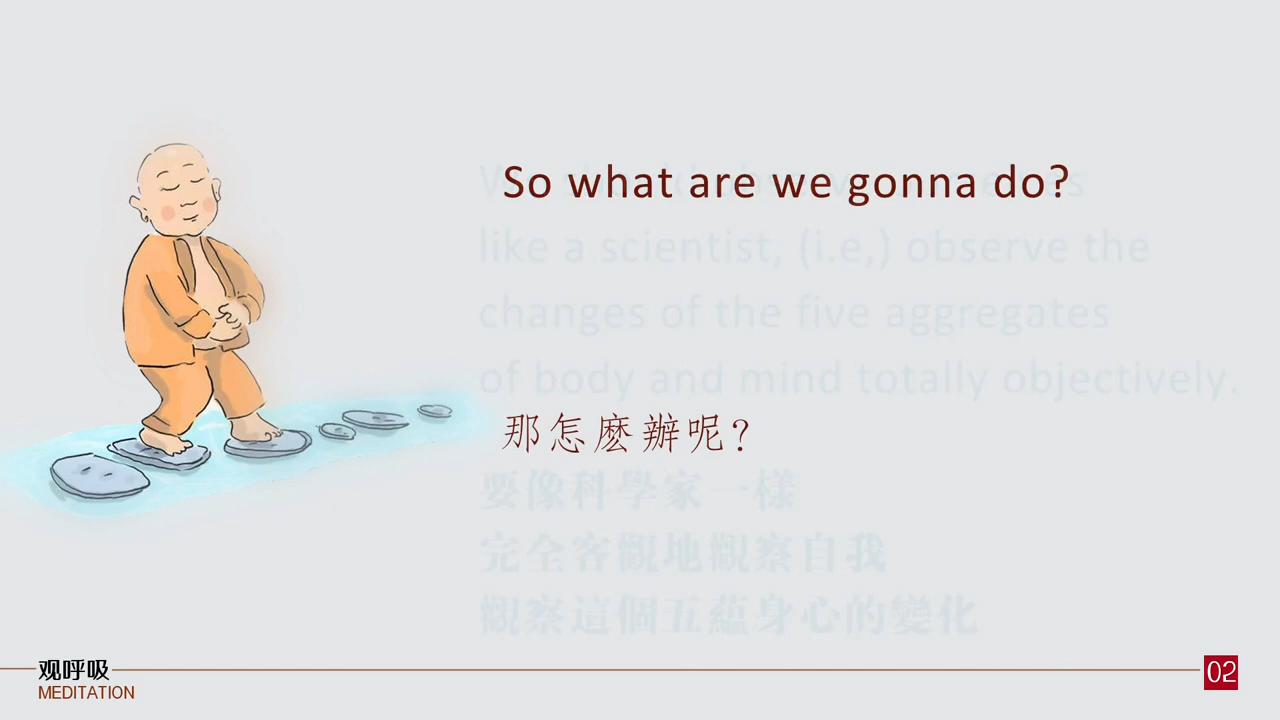 So what are we gonna do?
like a scientist, (i.e,) observe the
changes of the five aggregates
of body and mind totally objectively.
那怎麽辦呢?
要像科學家一樣
完全客觀地觀察自我
觀察這個五蘊身心的變化
观呼吸
MEDITATION
02